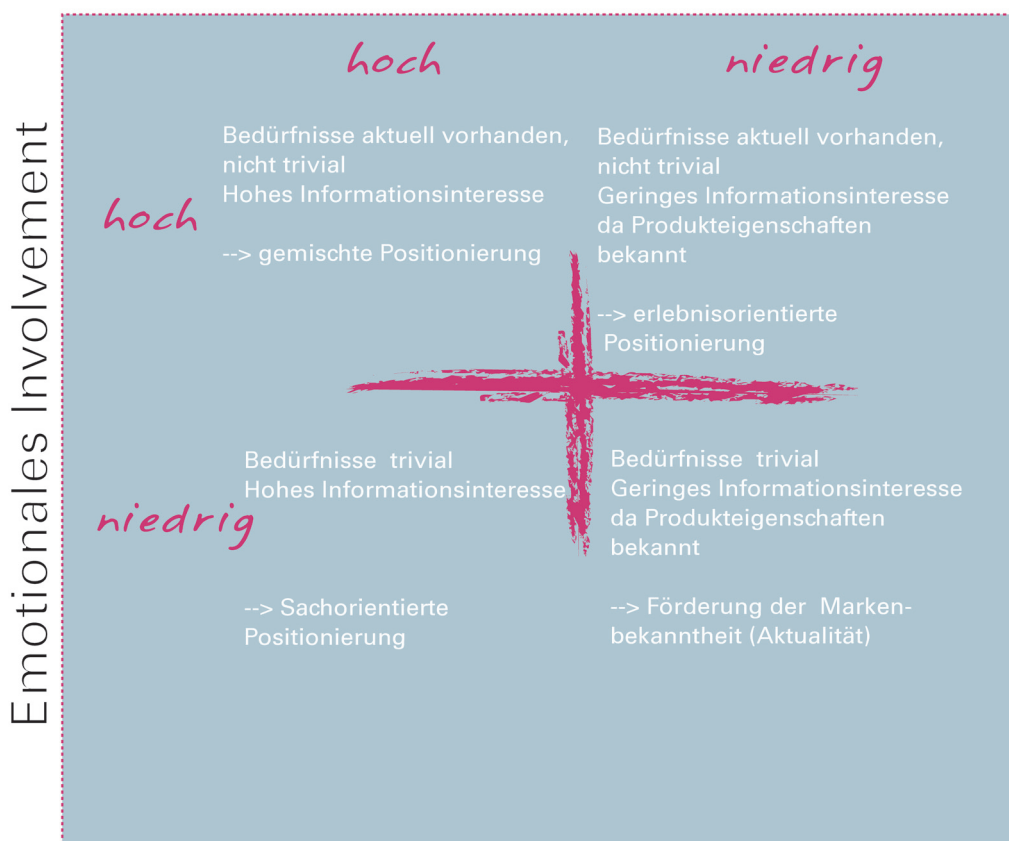 Emotionales Involvement
hoch
niedrig
hoch
Bedürfnisse aktuell vorhanden,
nicht trivial
Hohes Informationsinteresse
--> gemischte Positionierung
Bedürfnisse aktuell vorhanden,
nicht trivial
Geringes Informationsinteresse
da Produkteigenschaften
bekannt
--> erlebnisorientierte
Positionierung
niedrig
Bedürfnisse trivial
Hohes Informationsinteresse
--> Sachorientierte
Positionierung
Bedürfnisse trivial
Geringes Informationsinteresse
da Produkteigenschaften
bekannt
--> Förderung der Marken-
bekanntheit (Aktualität)